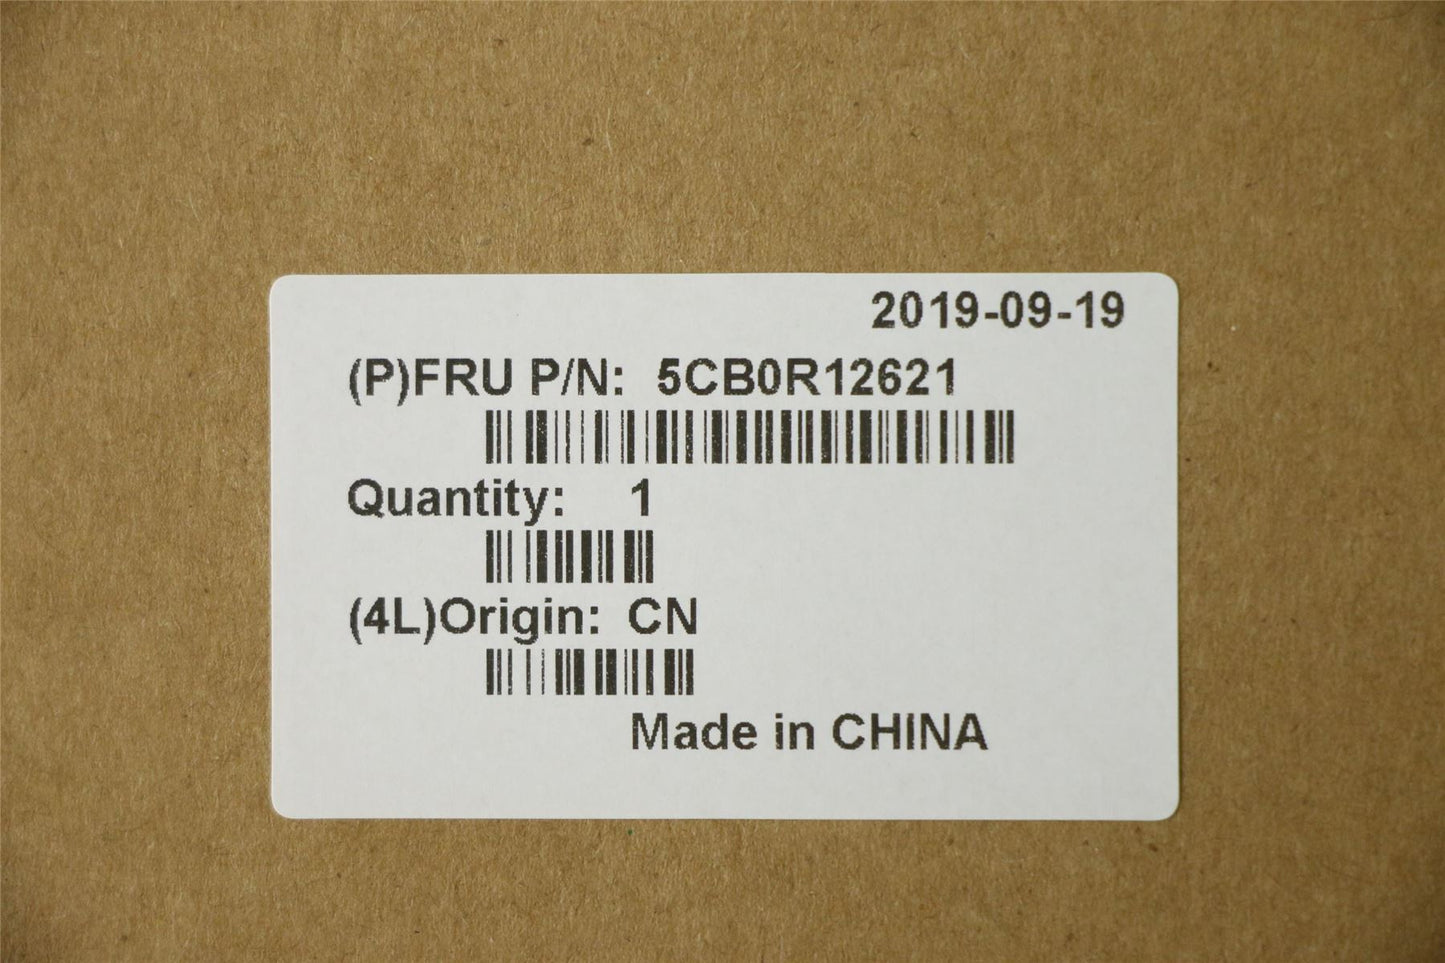 2019-09-19
(P)FRU P/N: 5CB0R12621
Quantity: 1
(4L)Origin: CN
Made in CHINA